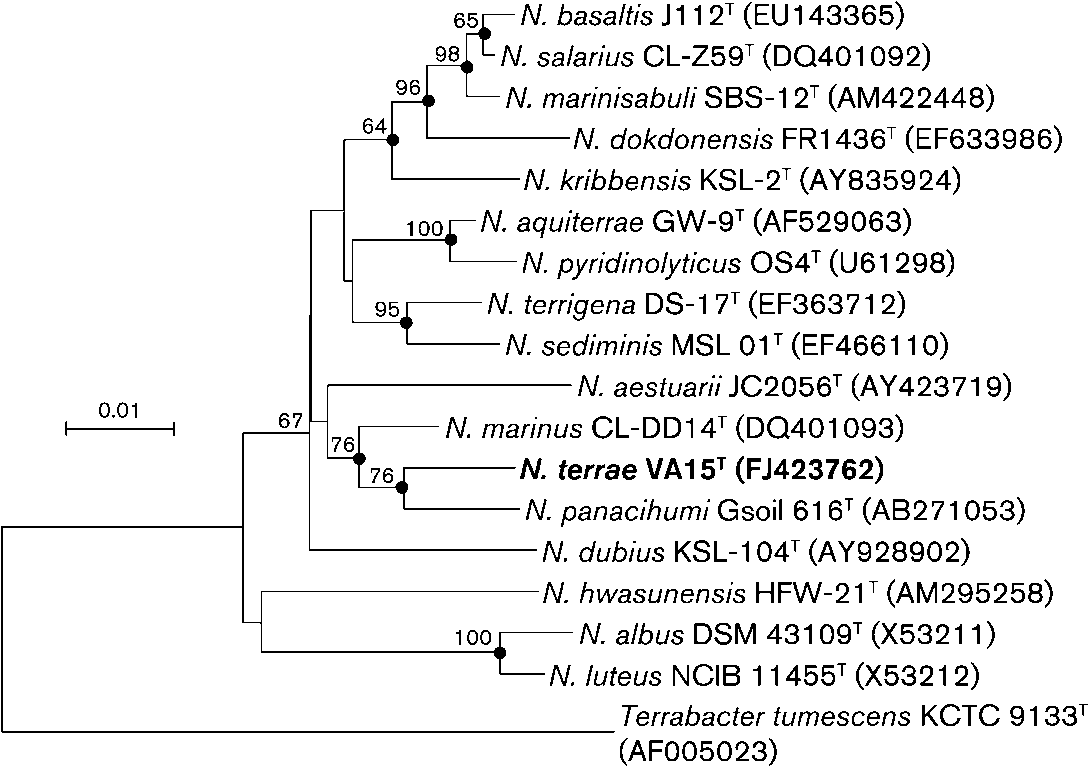 65 N. basaltis J112ᵀ (EU143365)
N. salarius CL-Z59ᵀ (DQ401092)
98
N. marinisabuli SBS-12ᵀ (AM422448)
96
N. dokdonensis FR1436ᵀ (EF633986)
64
N. kribbensis KSL-2ᵀ (AY835924)
N. aquiterrae GW-9ᵀ (AF529063)
100
N. pyridinolyticus OS4ᵀ (U61298)
N. terrigena DS-17ᵀ (EF363712)
95
N. sediminis MSL 01ᵀ (EF466110)
N. aestuarii JC2056ᵀ (AY423719)
0.01
67
N. marinus CL-DD14ᵀ (DQ401093)
76
N. terrae VA15ᵀ (FJ423762)
76
N. panacihumi Gsoil 616ᵀ (AB271053)
N. dubius KSL-104ᵀ (AY928902)
N. hwasunensis HFW-21ᵀ (AM295258)
100 N. albus DSM 43109ᵀ (X53211)
N. luteus NCIB 11455ᵀ (X53212)
Terrabacter tumescens KCTC 9133ᵀ
(AF005023)